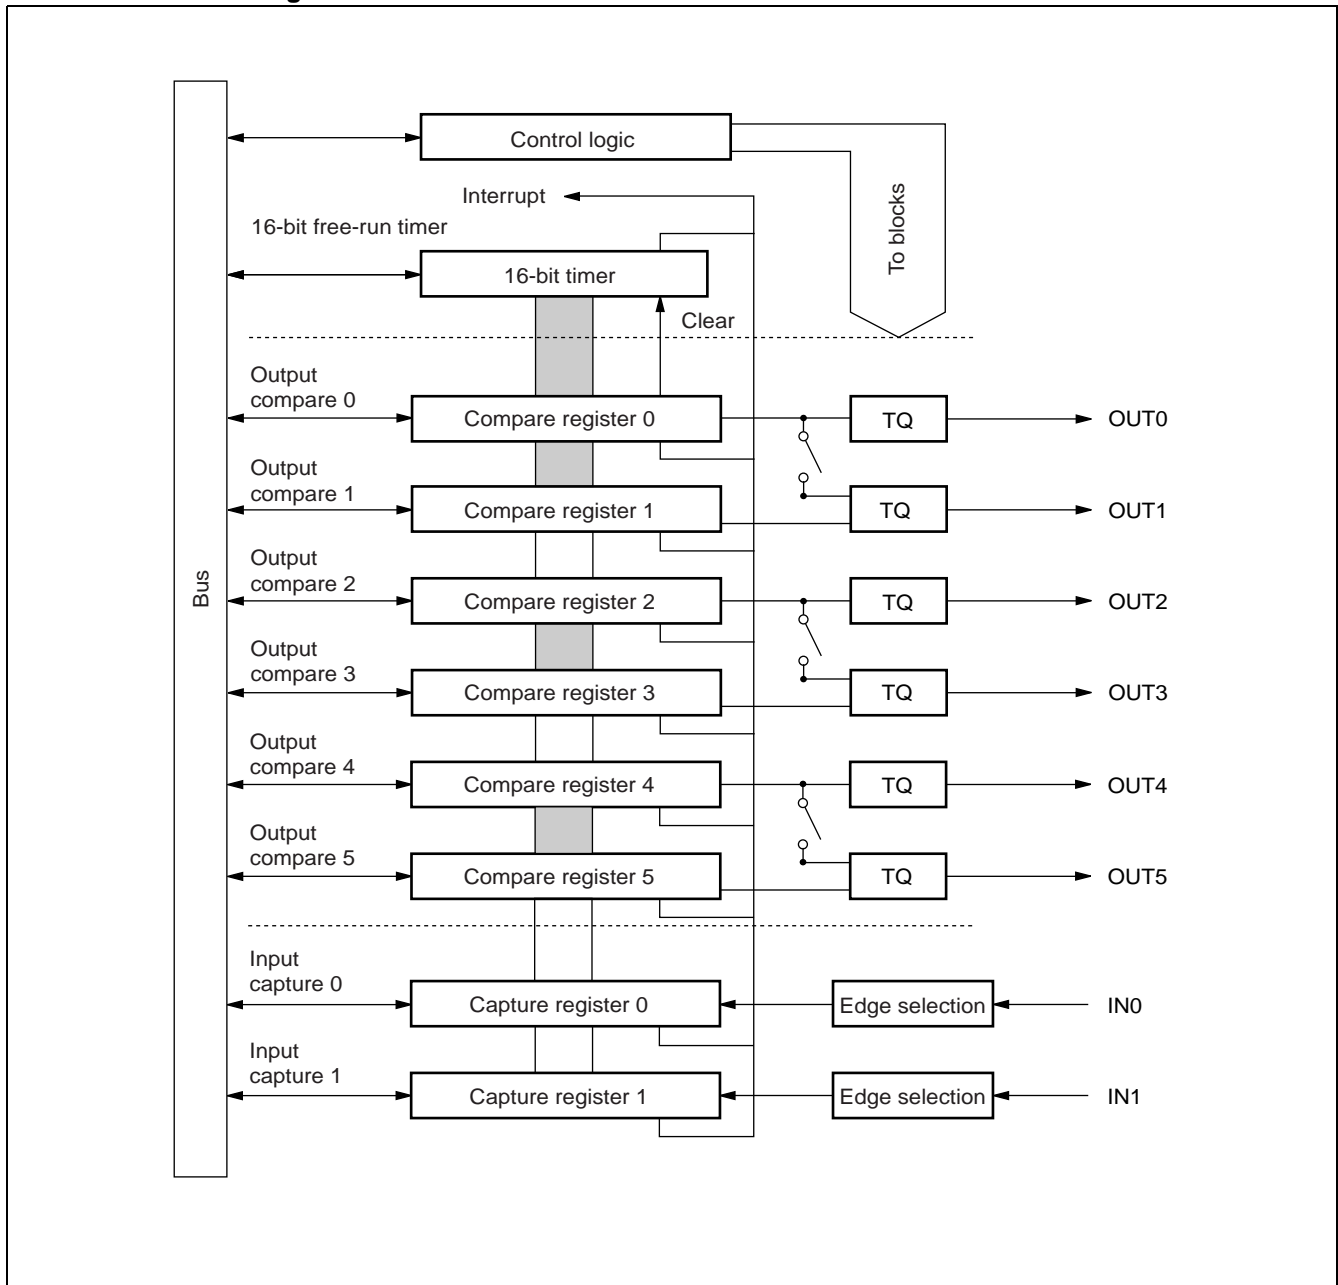 Control logic
Interrupt
To blocks
16-bit free-run timer
16-bit timer
Clear
Bus
Output
compare 0
Compare register 0
TQ
OUT0
Output
compare 1
Compare register 1
TQ
OUT1
Output
compare 2
Compare register 2
TQ
OUT2
Output
compare 3
Compare register 3
TQ
OUT3
Output
compare 4
Compare register 4
TQ
OUT4
Output
compare 5
Compare register 5
TQ
OUT5
Input
capture 0
Capture register 0
Edge selection
IN0
Input
capture 1
Capture register 1
Edge selection
IN1